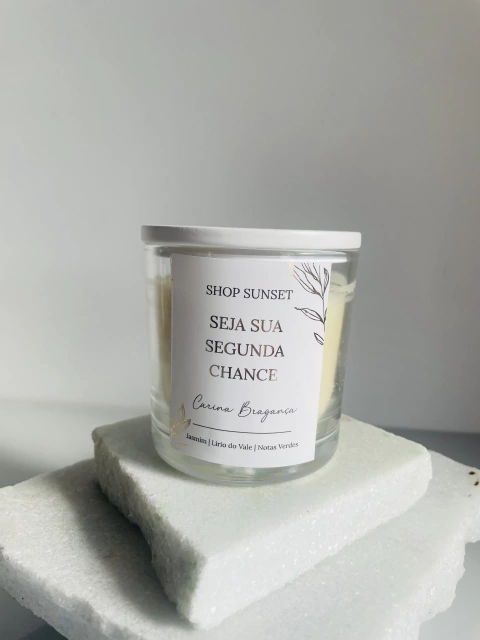 SHOP SUNSET
SEJA SUA
SEGUNDA
CHANCE
Carina Bragança
Jasmim | Lírio do Vale | Notas Verdes